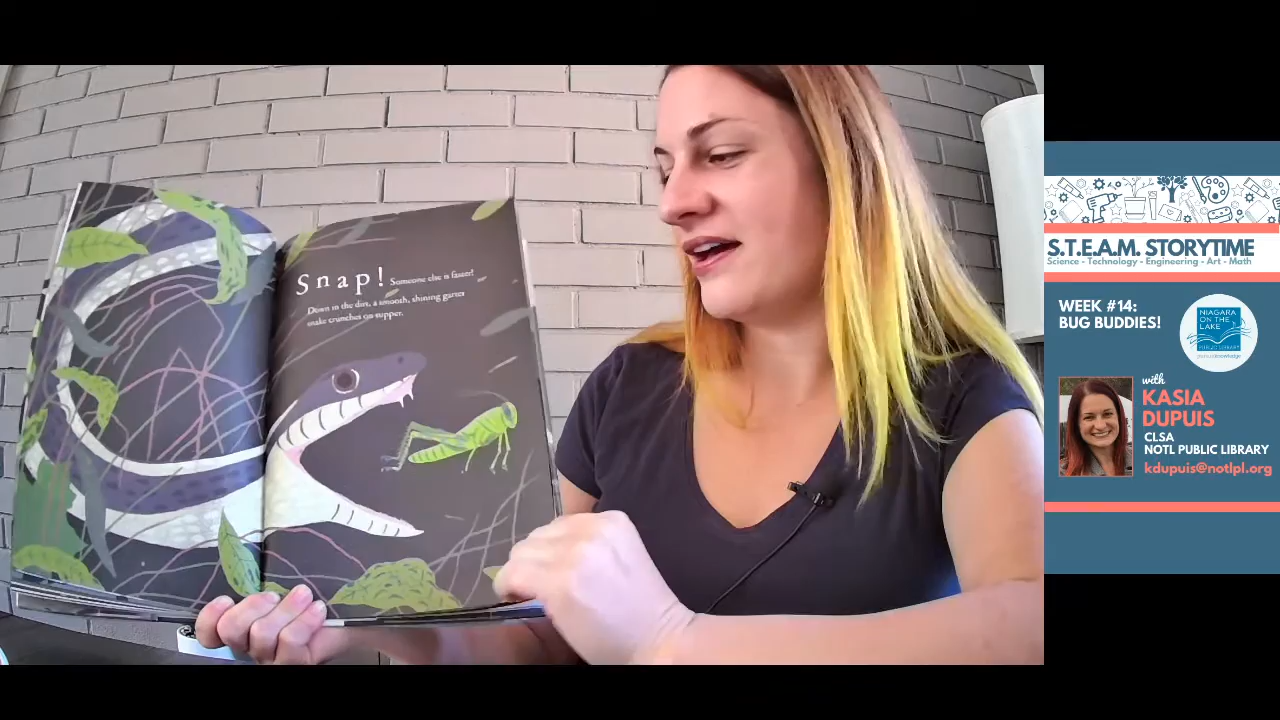 Snap! Someone else is faster!
Down in the dirt, a smooth, shining garter
snake crunches on supper.
S.T.E.A.M. STORYTIME
Science - Technology - Engineering - Art - Math
WEEK #14:
BUG BUDDIES!
NIAGARA
ON THE
LAKE
PUBLIC LIBRARY
with
KASIA
DUPUIS
CLSA
NOTL PUBLIC LIBRARY
kdupuis@notlpl.org